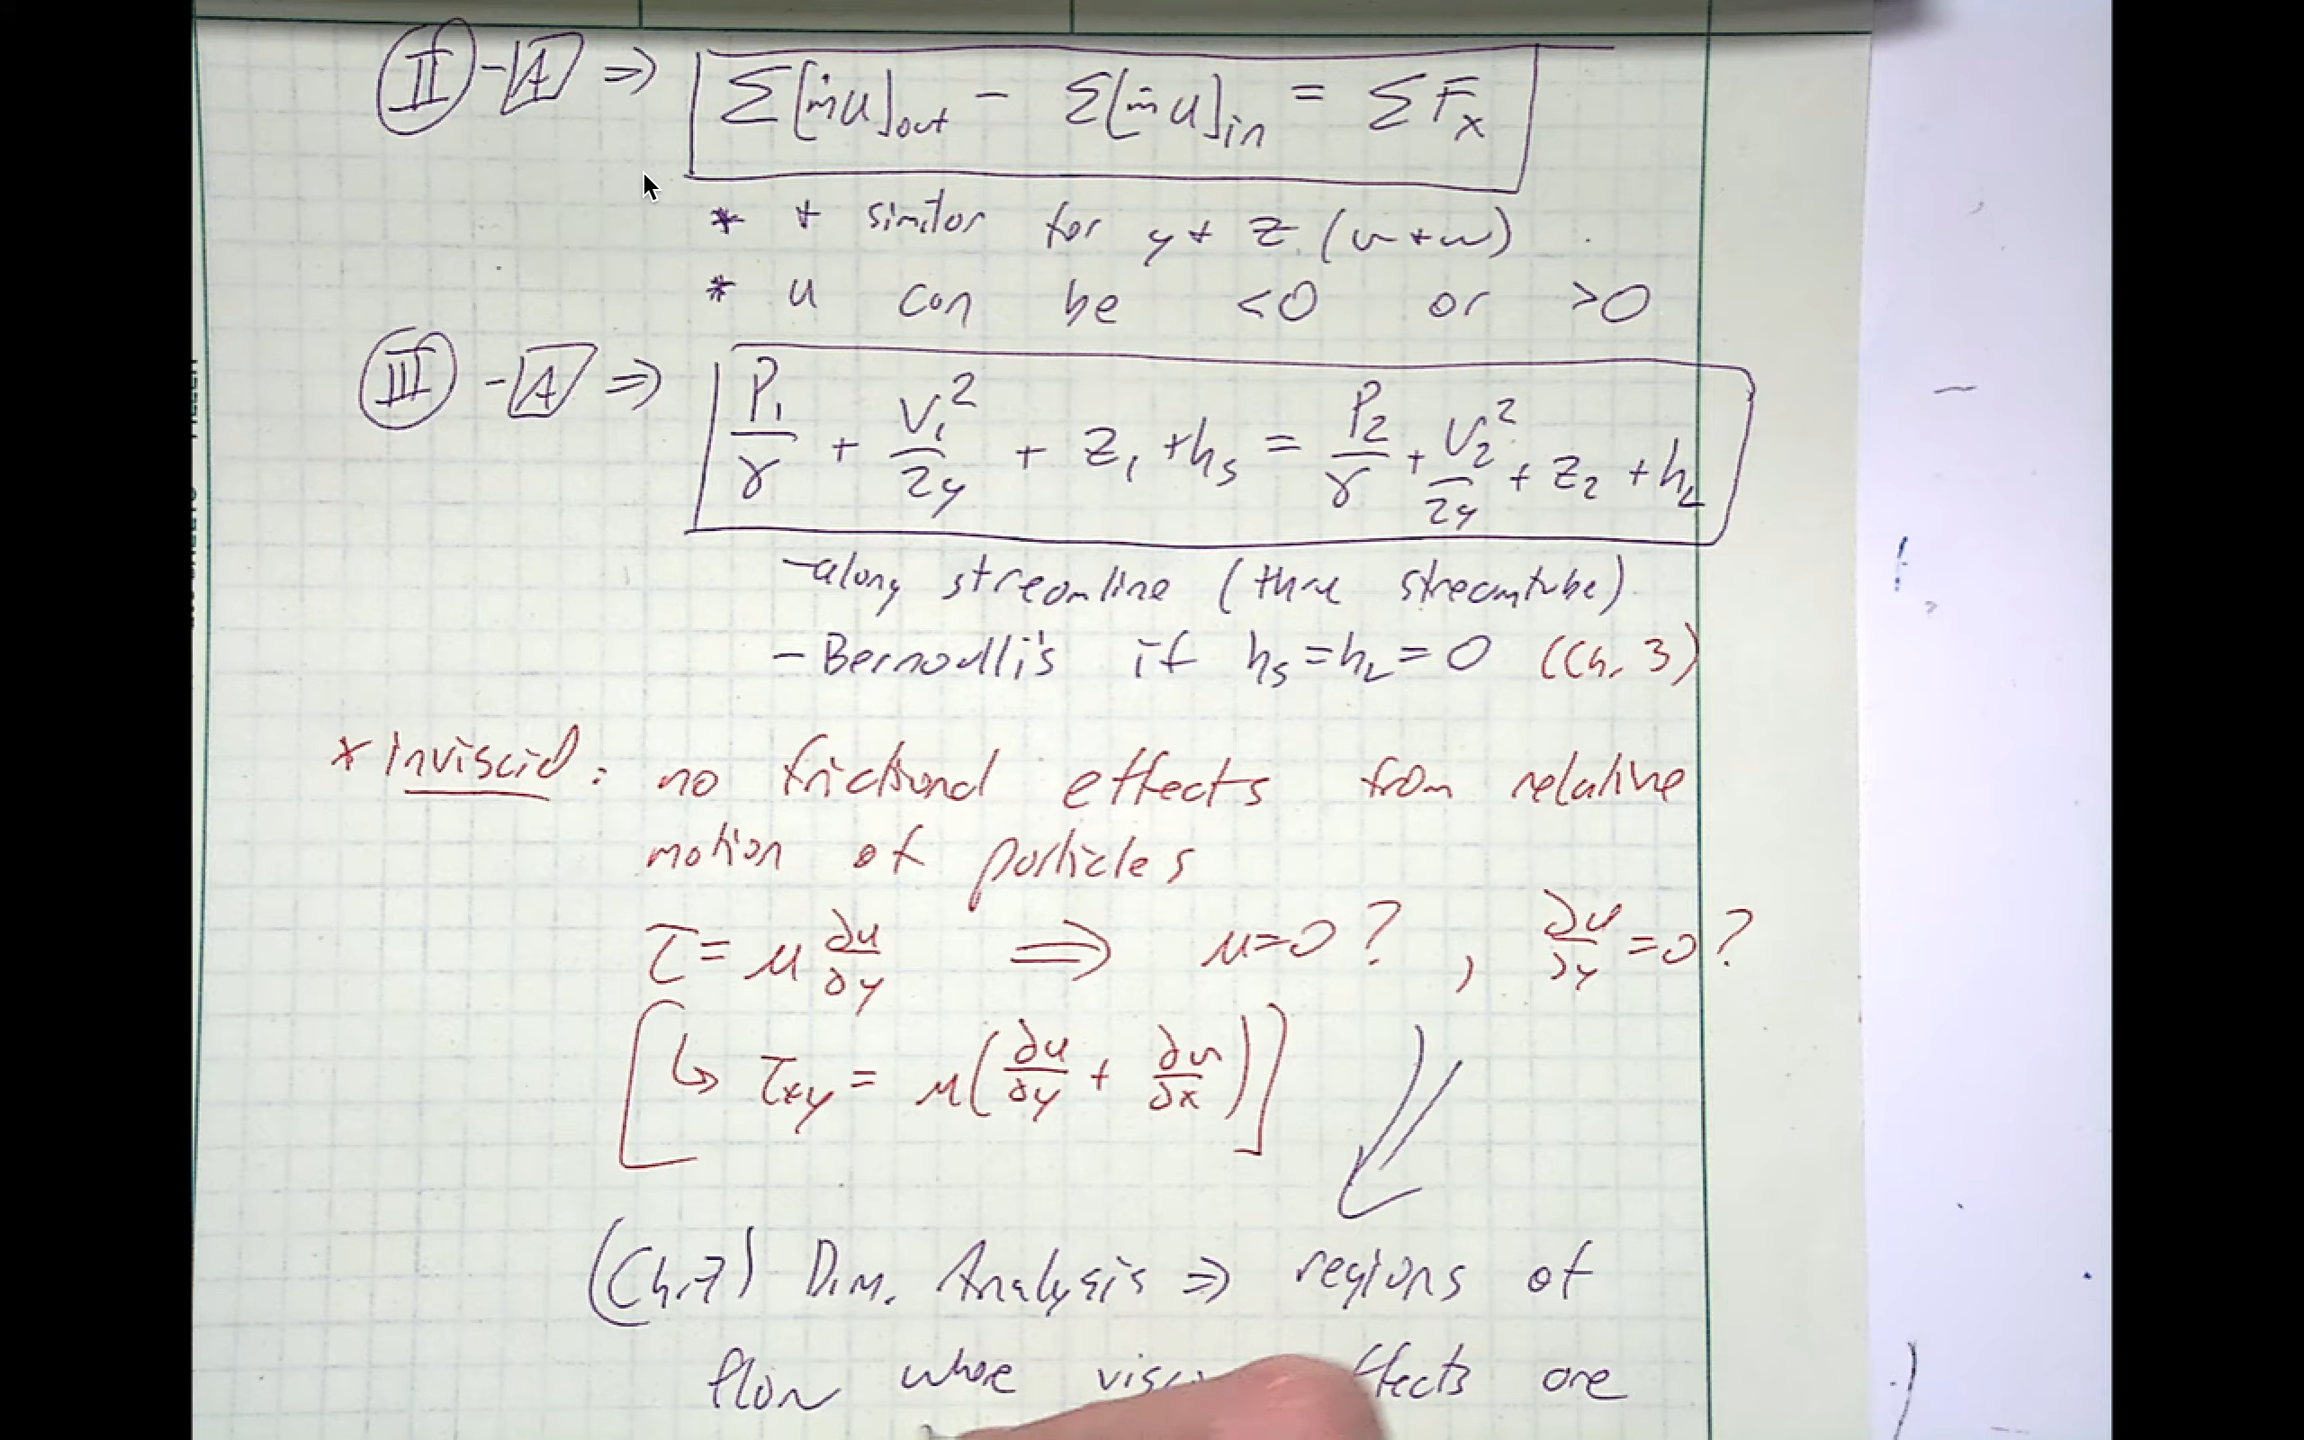 Ⅱ - A ⇒ Σ[ṁu]out - Σ[ṁu]in = ΣFx
* + similar for y + z (v + w)
* u can be <0 or >0
Ⅲ - A ⇒ P₁/γ + V₁²/2g + z₁ + hs = P₂/γ + V₂²/2g + z₂ + hL
- along streamline (thru streamtube)
- Bernoulli's if hs = hL = 0 (Ch. 3)
* Inviscid: no frictional effects from relative
motion of particles
τ = μ ∂u/∂y ⇒ μ=0?, ∂u/∂y = 0?
[↳ τxy = μ(∂u/∂y + ∂v/∂x)]
(Ch. 7) Dim. Analysis ⇒ regions of
flow where are